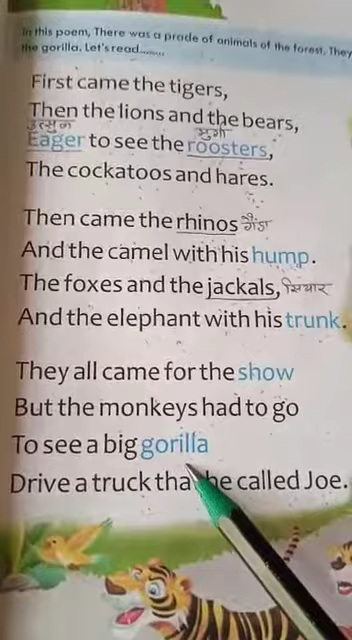 In this poem, There was a prade of animals of the forest. They
the gorilla. Let's read.........
First came the tigers,
Then the lions and the bears,
उत्सुक मुर्गा
Eager to see the roosters,
The cockatoos and hares.
Then came the rhinos गैंडा
And the camel with his hump.
The foxes and the jackals, सियार
And the elephant with his trunk.
They all came for the show
But the monkeys had to go
To see a big gorilla
Drive a truck tha he called Joe.